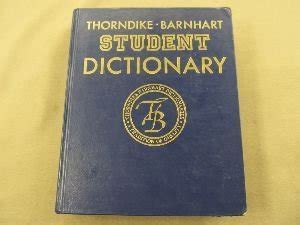 THORNDIKE · BARNHART
STUDENT
DICTIONARY
TB